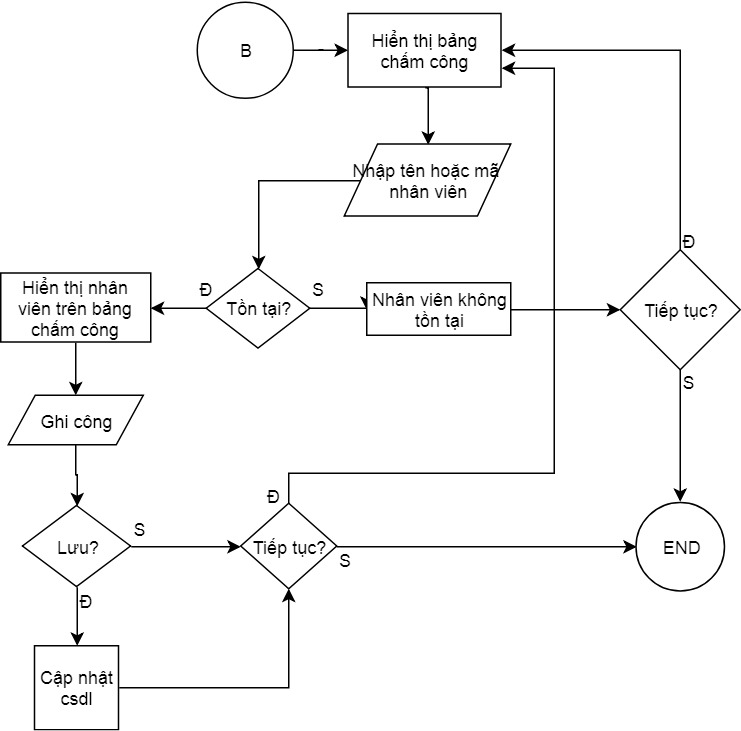 B
Hiển thị bảng
chấm công
Nhập tên hoặc mã
nhân viên
Đ
Hiển thị nhân
viên trên bảng
chấm công
Đ
Tồn tại?
S
Nhân viên không
tồn tại
Tiếp tục?
S
Ghi công
Đ
Lưu?
S
Tiếp tục?
S
END
Đ
Cập nhật
csdl